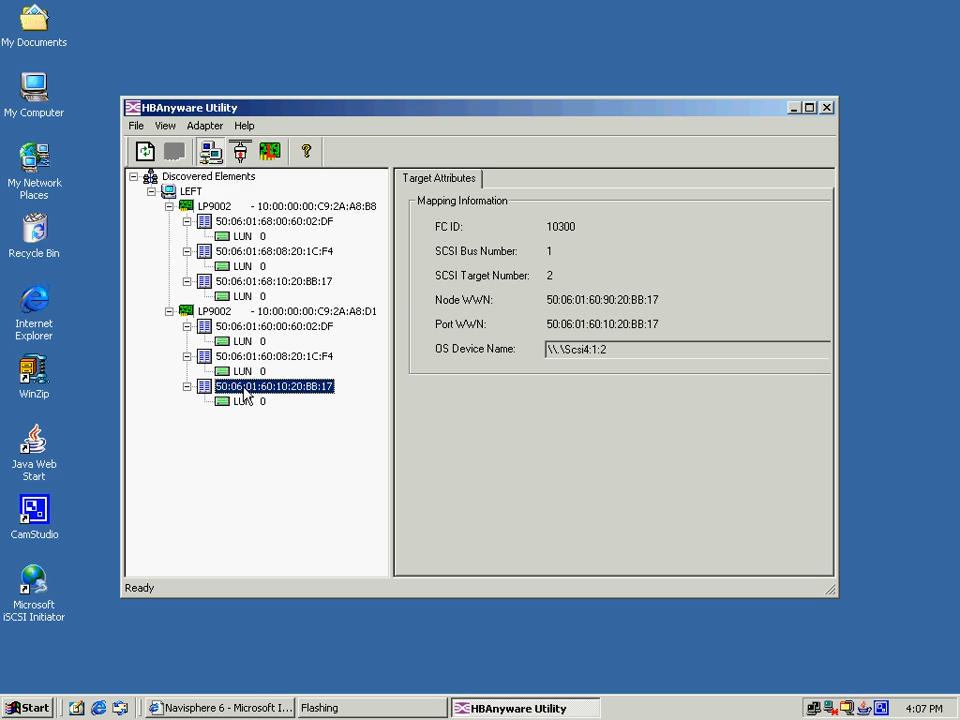 My Documents
My Computer
My Network
Places
Recycle Bin
Internet
Explorer
WinZip
Java Web
Start
CamStudio
Microsoft
iSCSI Initiator
HBAnyware Utility
File View Adapter Help
Discovered Elements
LEFT
LP9002 - 10:00:00:00:C9:2A:A8:B8
50:06:01:68:00:60:02:DF
LUN 0
50:06:01:68:08:20:1C:F4
LUN 0
50:06:01:68:10:20:BB:17
LUN 0
LP9002 - 10:00:00:00:C9:2A:A8:D1
50:06:01:60:00:60:02:DF
LUN 0
50:06:01:60:08:20:1C:F4
LUN 0
50:06:01:60:10:20:BB:17
LUN 0
Target Attributes
Mapping Information
FC ID: 10300
SCSI Bus Number: 1
SCSI Target Number: 2
Node WWN: 50:06:01:60:90:20:BB:17
Port WWN: 50:06:01:60:10:20:BB:17
OS Device Name: \\.\Scsi4:1:2
Ready
Start
Navisphere 6 - Microsoft I...
Flashing
HBAnyware Utility
4:07 PM